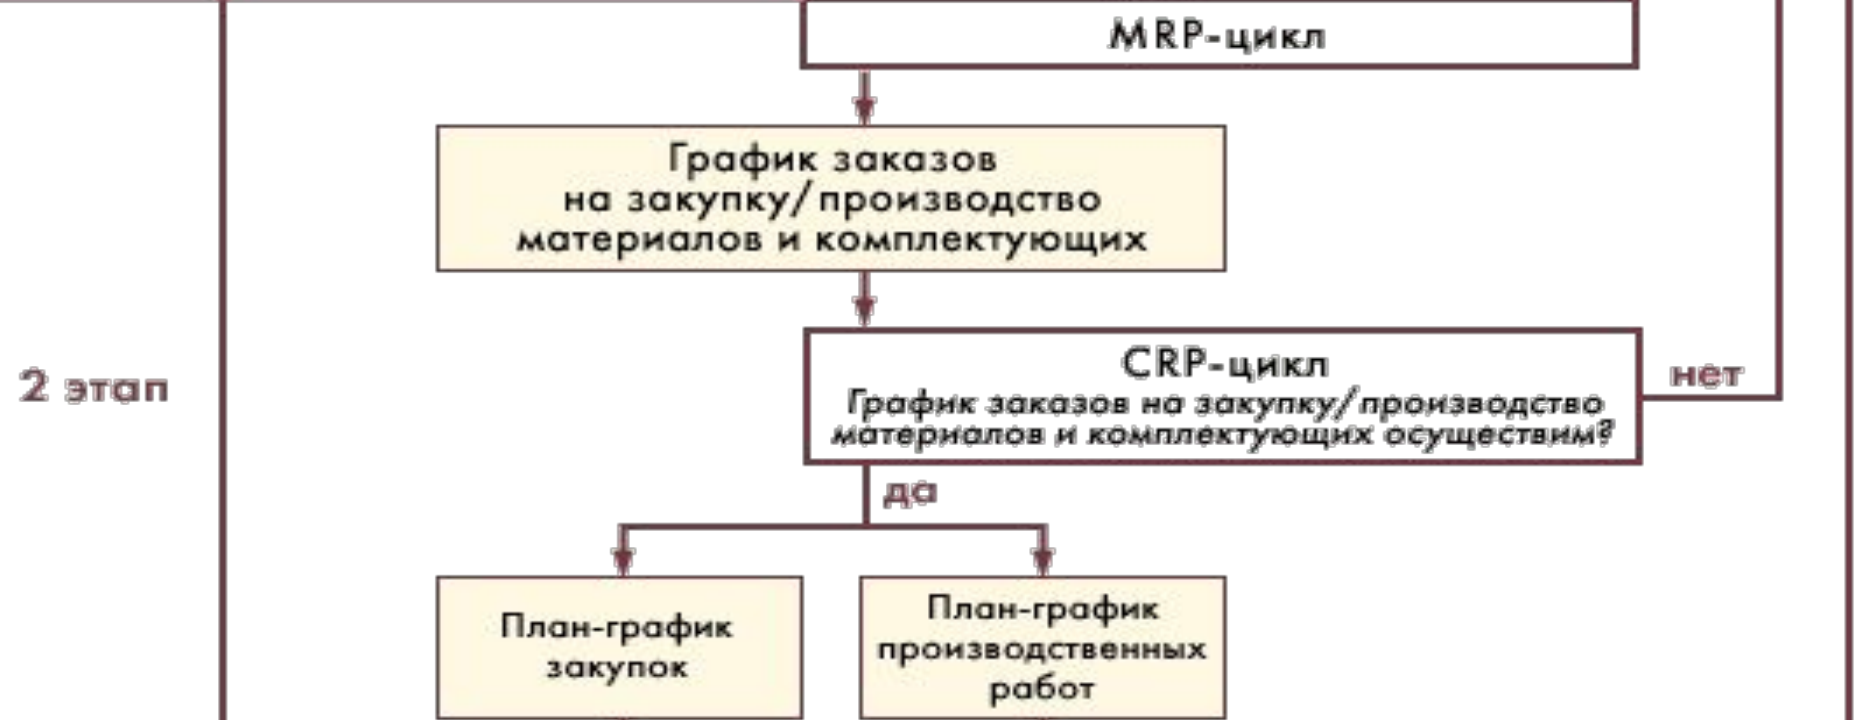 MRP-цикл
График заказов
на закупку/производство
материалов и комплектующих
CRP-цикл
График заказов на закупку/производство
материалов и комплектующих осуществим?
нет
2 этап
да
План-график
закупок
План-график
производственных
работ